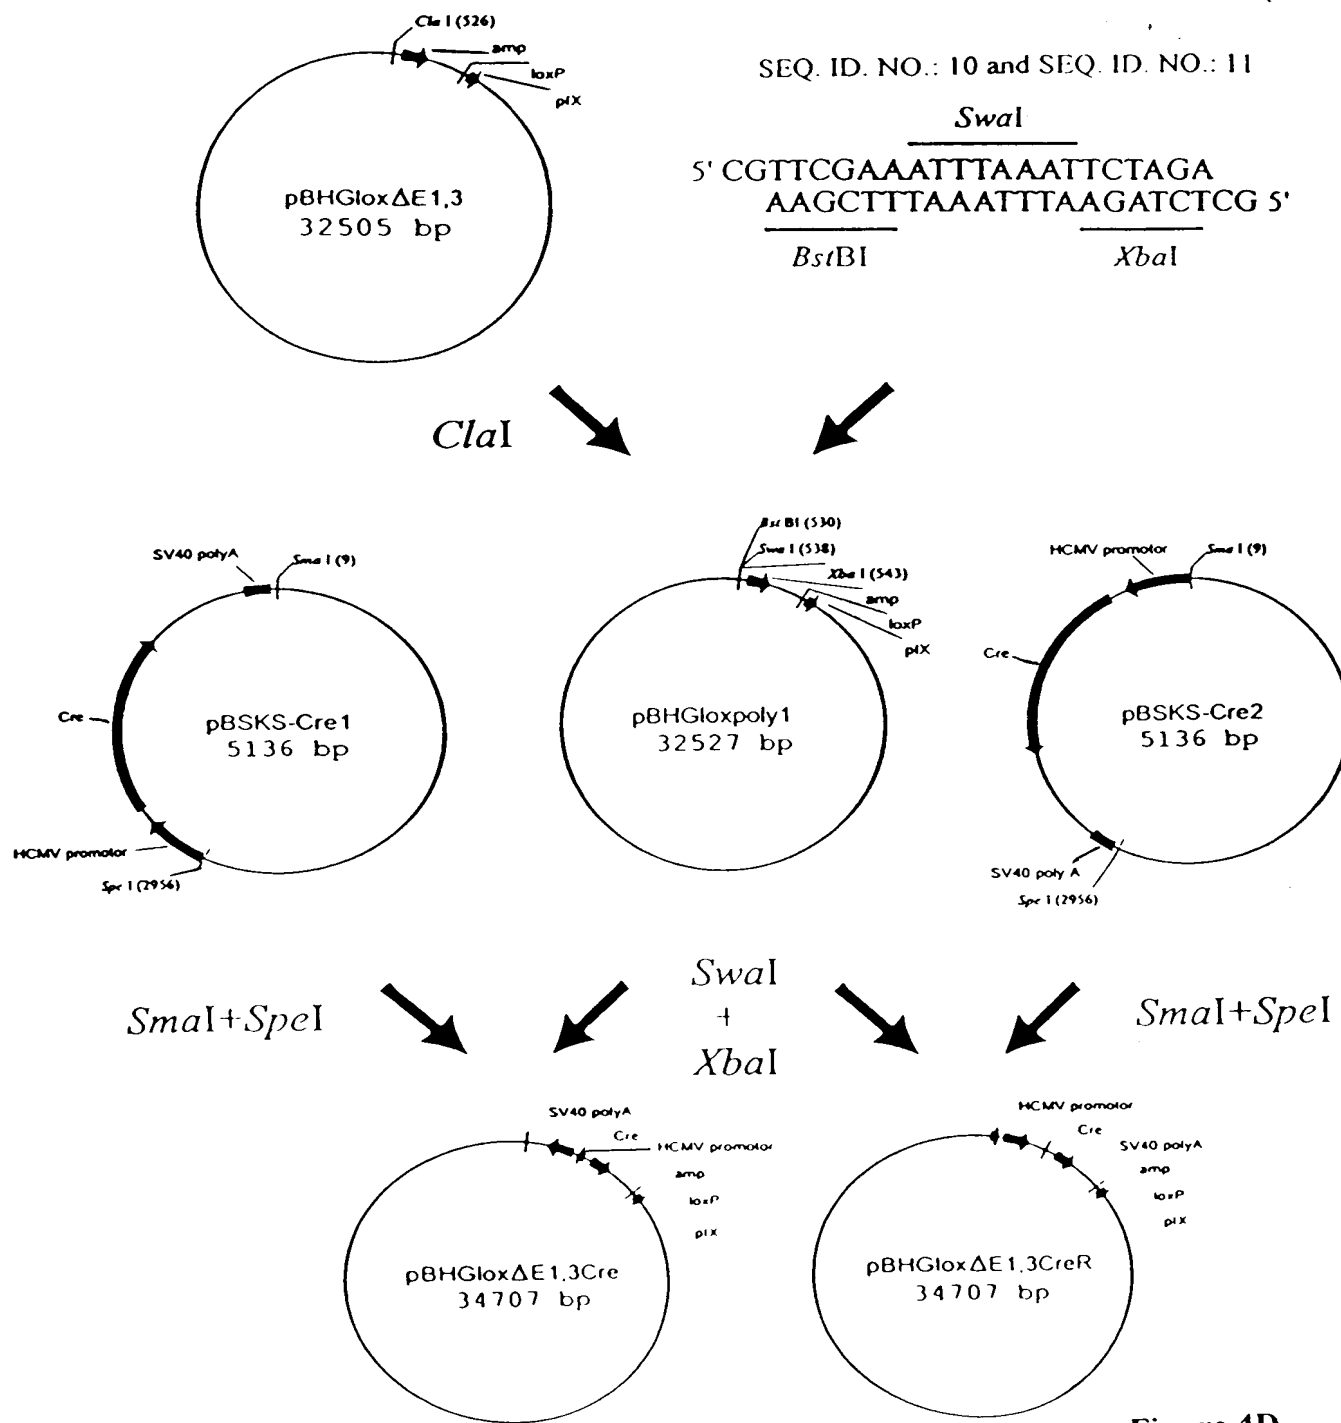 Cla I (526)
amp
loxP
pIX
pBHGloxΔE1,3
32505 bp
SEQ. ID. NO.: 10 and SEQ. ID. NO.: 11
SwaI
5' CGTTCGAAATTTAAATTCTAGA
AAGCTTTAAATTTAAGATCTCG 5'
BstBI
XbaI
ClaI
SV40 polyA
Sma I (9)
Cre
pBSKS-Cre1
5136 bp
HCMV promotor
Spe I (2956)
Bst BI (530)
Swa I (538)
Xba I (543)
amp
loxP
pIX
pBHGloxpoly1
32527 bp
HCMV promotor
Sma I (9)
Cre
pBSKS-Cre2
5136 bp
SV40 poly A
Spe I (2956)
SmaI+SpeI
SwaI
+
XbaI
SmaI+SpeI
SV40 polyA
Cre
HCMV promotor
amp
loxP
pIX
pBHGloxΔE1,3Cre
34707 bp
HCMV promotor
Cre
SV40 polyA
amp
loxP
pIX
pBHGloxΔE1,3CreR
34707 bp